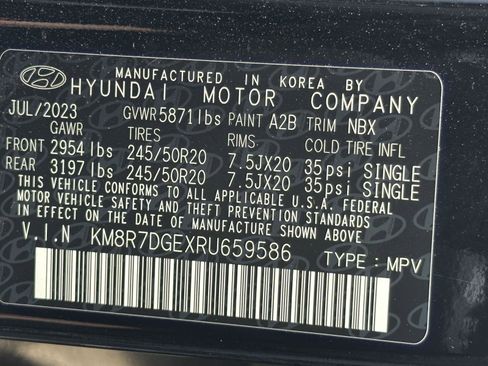 MANUFACTURED IN KOREA BY
HYUNDAI MOTOR COMPANY
JUL/2023 GVWR 5871 lbs PAINT A2B TRIM NBX
GAWR TIRES RIMS COLD TIRE INFL
FRONT 2954 lbs 245/50R20 7.5JX20 35psi SINGLE
REAR 3197 lbs 245/50R20 7.5JX20 35psi SINGLE
THIS VEHICLE CONFORMS TO ALL APPLICABLE U.S.A. FEDERAL
MOTOR VEHICLE SAFETY AND THEFT PREVENTION STANDARDS
IN EFFECT ON THE DATE OF MANUFACTURE SHOWN ABOVE.
V.I.N KM8R7DGEXRU659586 TYPE : MPV